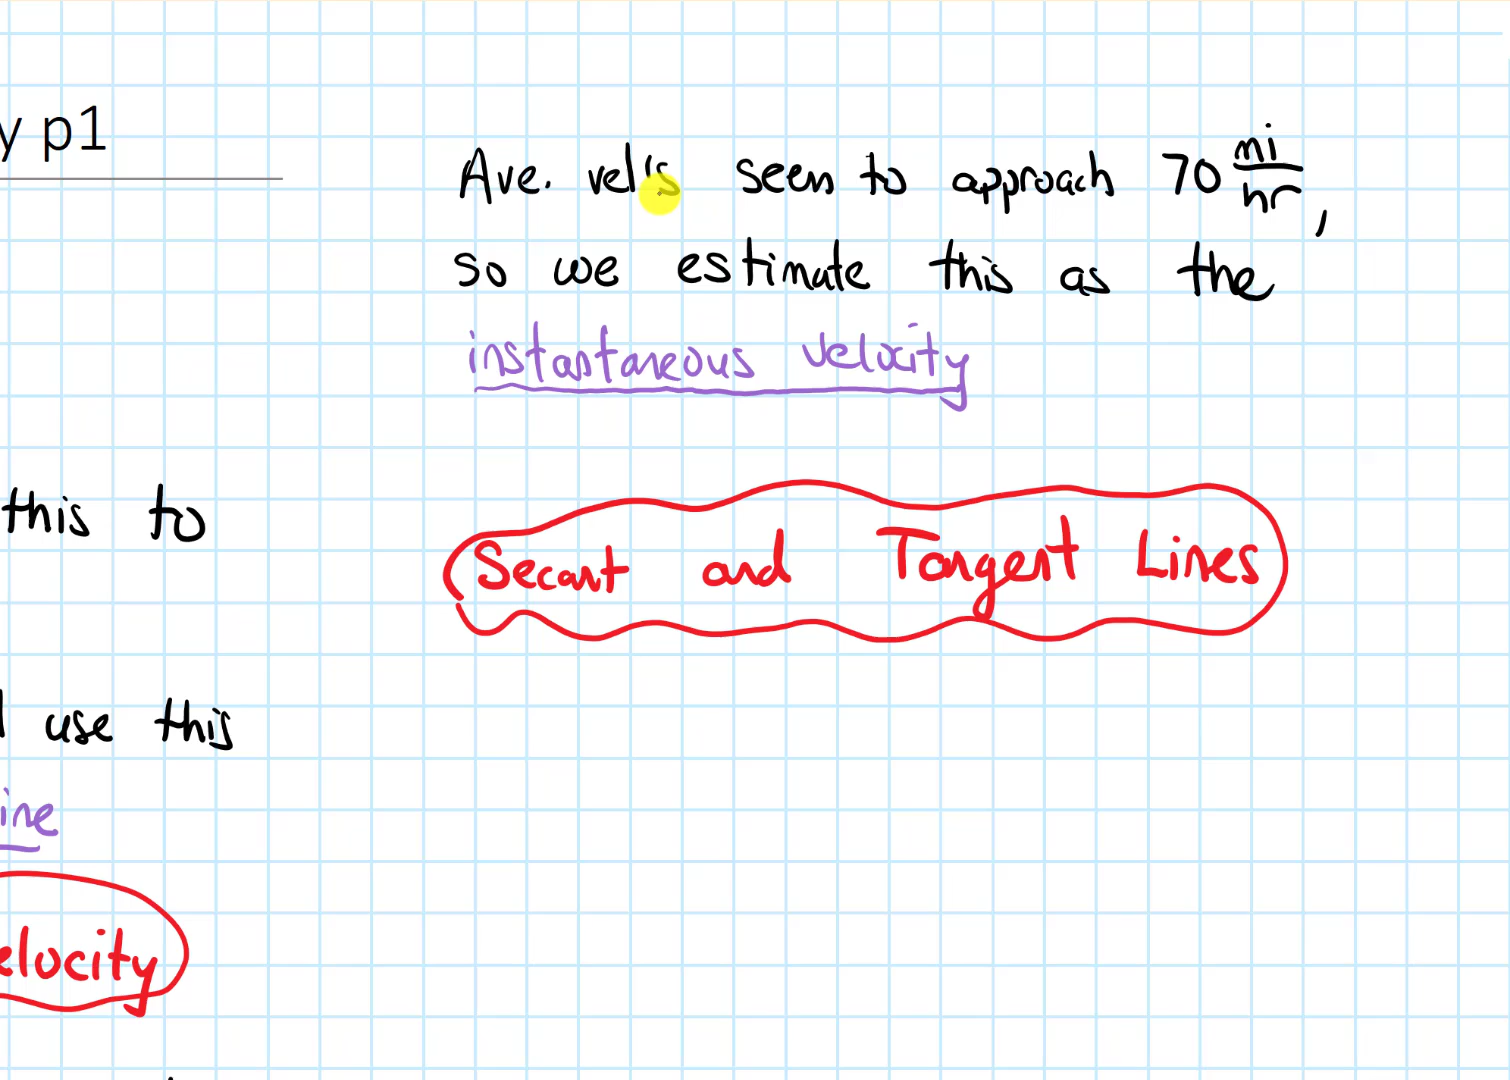 y p1
this to
use this
ine
elocity
Ave. vel's seen to approach 70 mi/hr,
so we estimate this as the
instantaneous velocity
Secant and Tangent Lines